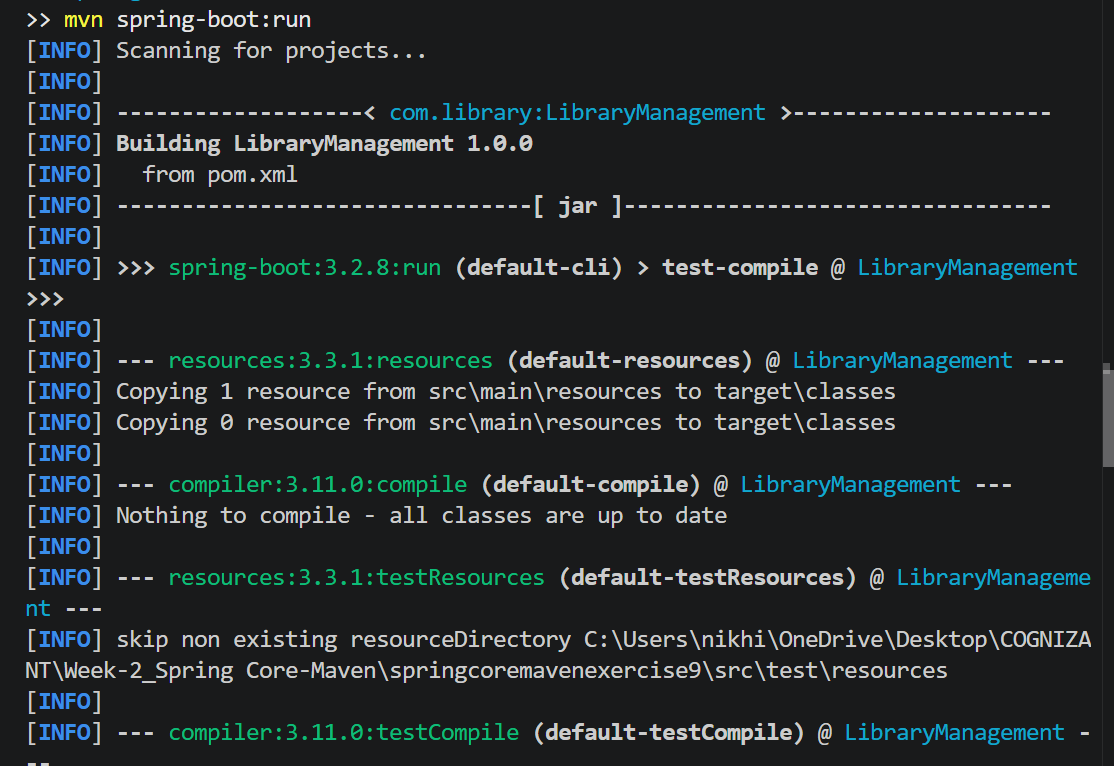 >> mvn spring-boot:run
[INFO] Scanning for projects...
[INFO]
[INFO] -------------------< com.library:LibraryManagement >--------------------
[INFO] Building LibraryManagement 1.0.0
[INFO]   from pom.xml
[INFO] --------------------------------[ jar ]---------------------------------
[INFO]
[INFO] >>> spring-boot:3.2.8:run (default-cli) > test-compile @ LibraryManagement
>>>
[INFO]
[INFO] --- resources:3.3.1:resources (default-resources) @ LibraryManagement ---
[INFO] Copying 1 resource from src\main\resources to target\classes
[INFO] Copying 0 resource from src\main\resources to target\classes
[INFO]
[INFO] --- compiler:3.11.0:compile (default-compile) @ LibraryManagement ---
[INFO] Nothing to compile - all classes are up to date
[INFO]
[INFO] --- resources:3.3.1:testResources (default-testResources) @ LibraryManageme
nt ---
[INFO] skip non existing resourceDirectory C:\Users\nikhi\OneDrive\Desktop\COGNIZA
NT\Week-2_Spring Core-Maven\springcoremavenexercise9\src\test\resources
[INFO]
[INFO] --- compiler:3.11.0:testCompile (default-testCompile) @ LibraryManagement -
--